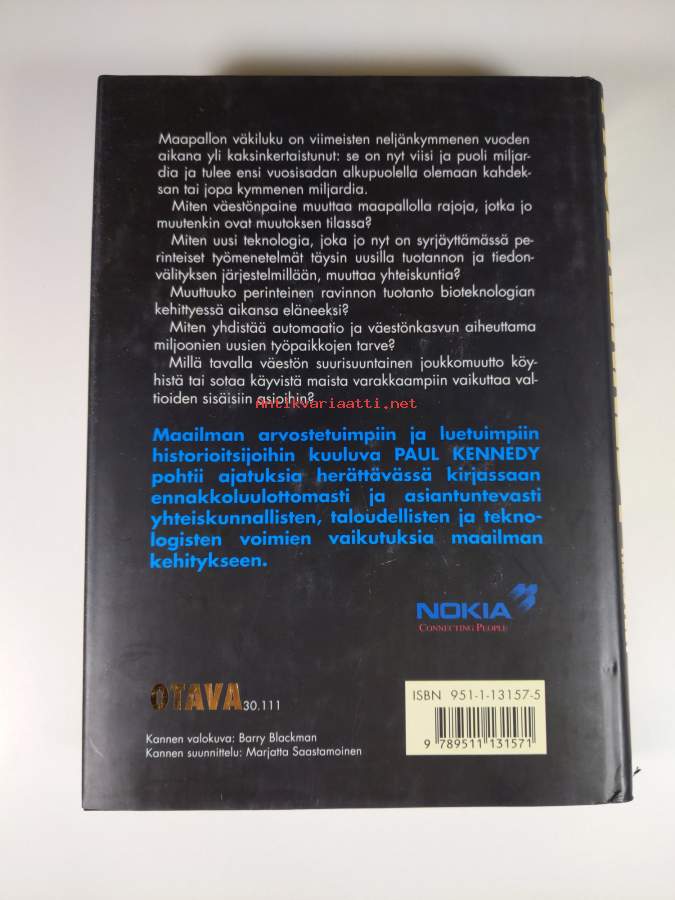 Maapallon väkiluku on viimeisten neljänkymmenen vuoden
aikana yli kaksinkertaistunut: se on nyt viisi ja puoli miljar-
dia ja tulee ensi vuosisadan alkupuolella olemaan kahdek-
san tai jopa kymmenen miljardia.
Miten väestönpaine muuttaa maapallolla rajoja, jotka jo
muutenkin ovat muutoksen tilassa?
Miten uusi teknologia, joka jo nyt on syrjäyttämässä pe-
rinteiset työmenetelmät täysin uusilla tuotannon ja tiedon-
välityksen järjestelmillään, muuttaa yhteiskuntia?
Muuttuuko perinteinen ravinnon tuotanto bioteknologian
kehittyessä aikansa eläneeksi?
Miten yhdistää automaatio ja väestönkasvun aiheuttama
miljoonien uusien työpaikkojen tarve?
Millä tavalla väestön suurisuuntainen joukkomuutto köy-
histä tai sotaa käyvistä maista varakkaampiin vaikuttaa val-
tioiden sisäisiin asioihin?
Antikvariaatti.net
Maailman arvostetuimpiin ja luetuimpiin
historioitsijoihin kuuluva PAUL KENNEDY
pohtii ajatuksia herättävässä kirjassaan
ennakkoluulottomasti ja asiantuntevasti
yhteiskunnallisten, taloudellisten ja tekno-
logisten voimien vaikutuksia maailman
kehitykseen.
NOKIA
CONNECTING PEOPLE
OTAVA 30.111
ISBN 951-1-13157-5
9 789511 131571
Kannen valokuva: Barry Blackman
Kannen suunnittelu: Marjatta Saastamoinen